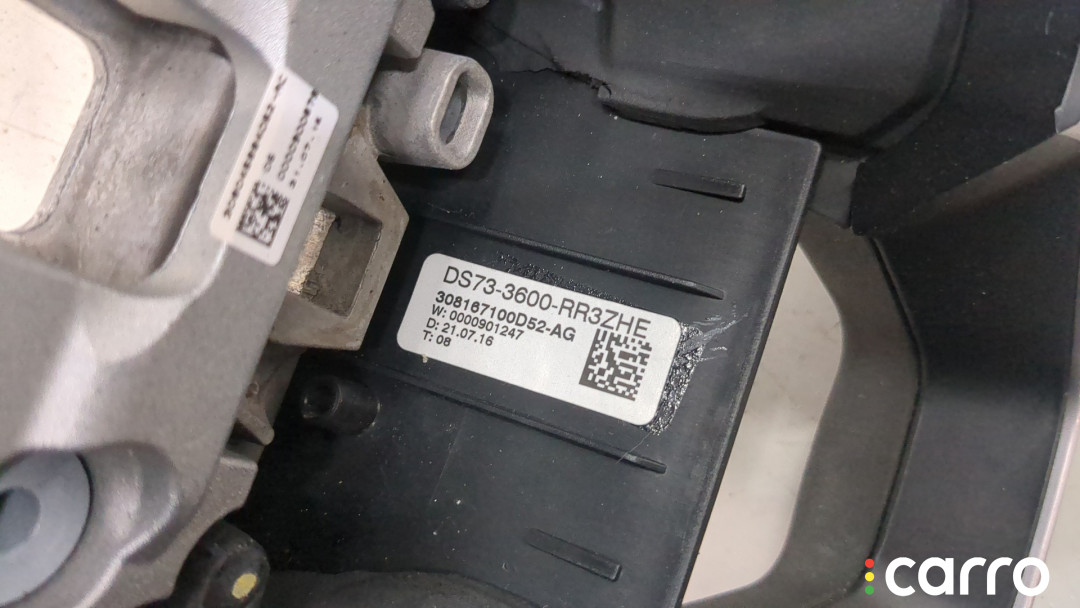 DS73-3600-RR3ZHE
308167100D52-AG
W: 0000901247
D: 21.07.16
T: 08
carro